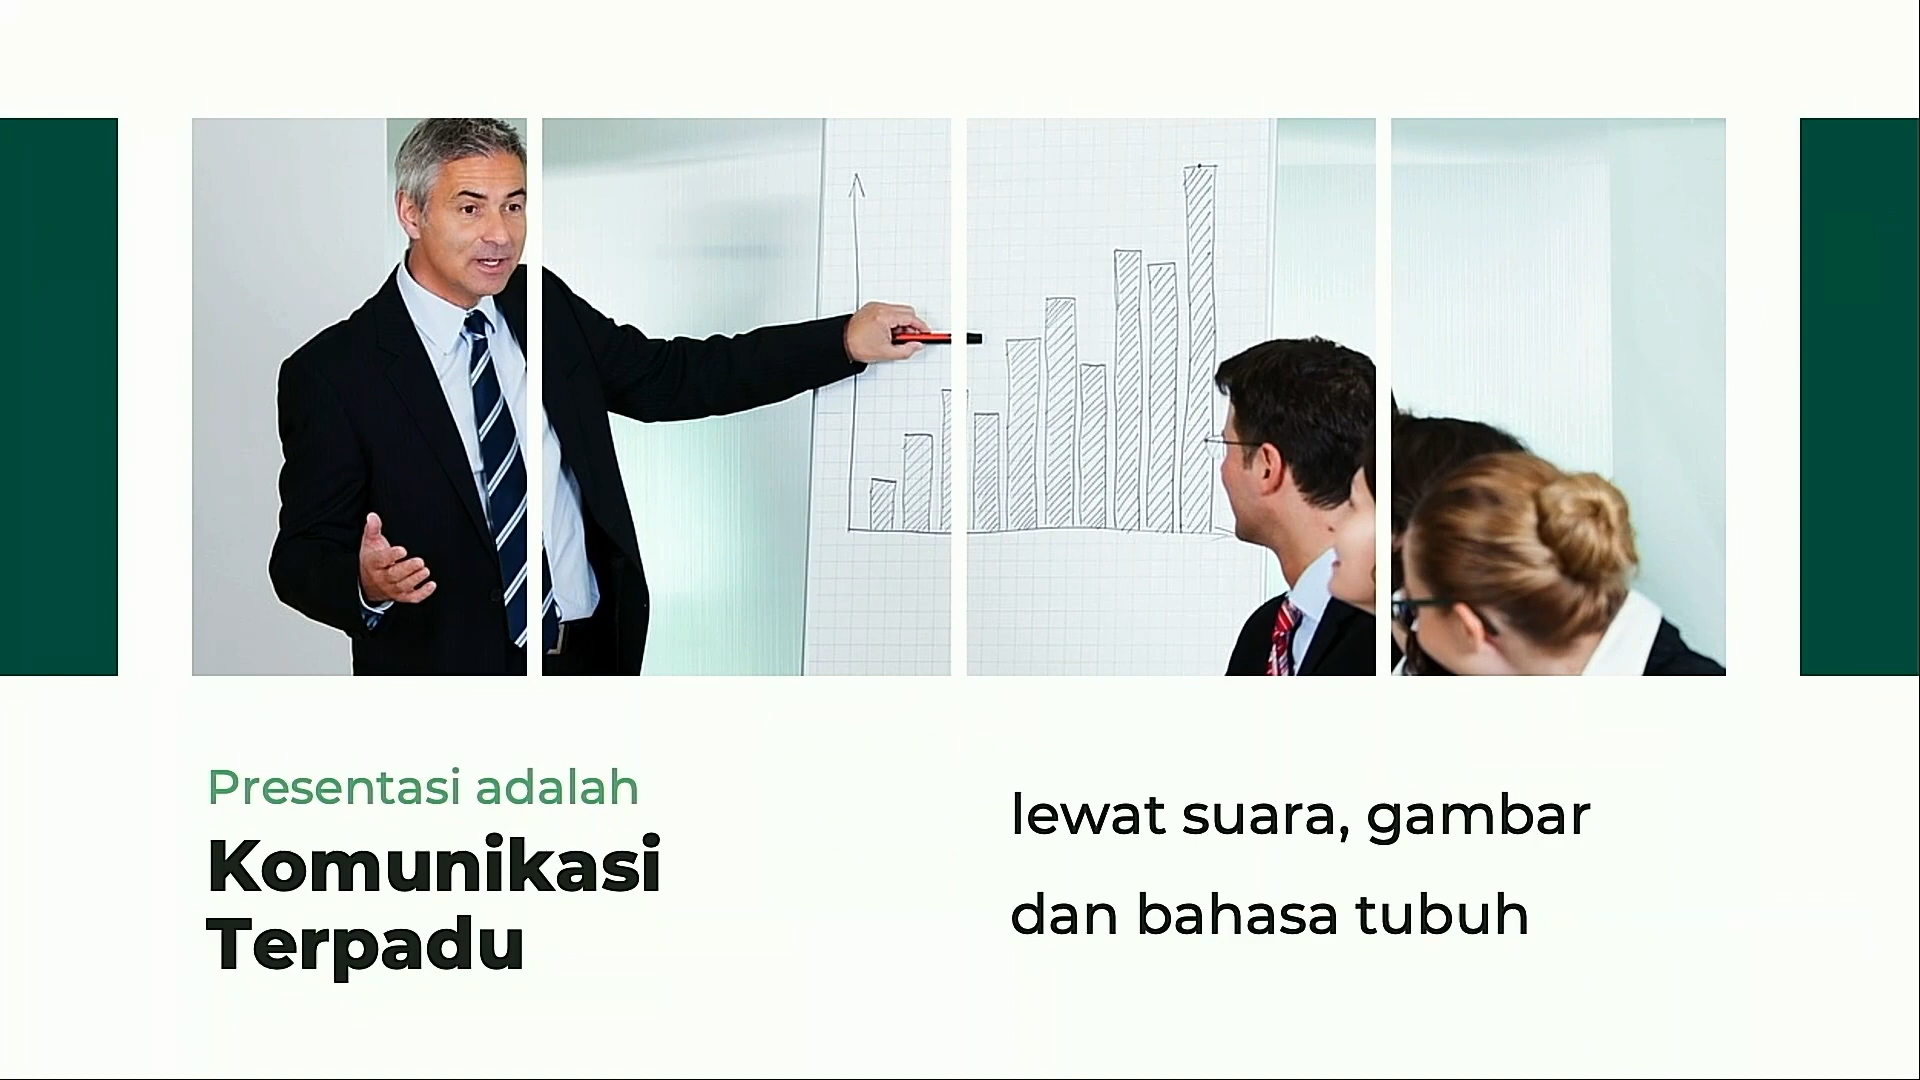 Presentasi adalah
Komunikasi
Terpadu
lewat suara, gambar
dan bahasa tubuh